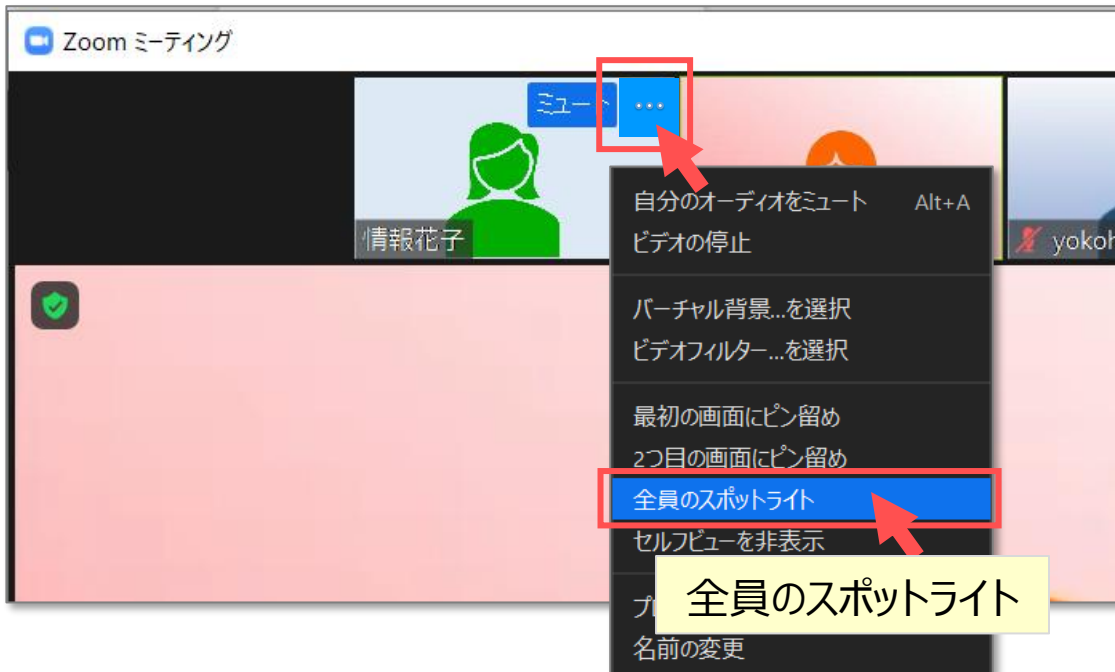 Zoom ミーティング
ミュート ...
情報花子
yokoh
自分のオーディオをミュート Alt+A
ビデオの停止
バーチャル背景...を選択
ビデオフィルター...を選択
最初の画面にピン留め
2つ目の画面にピン留め
全員のスポットライト
セルフビューを非表示
全員のスポットライト
プ
名前の変更